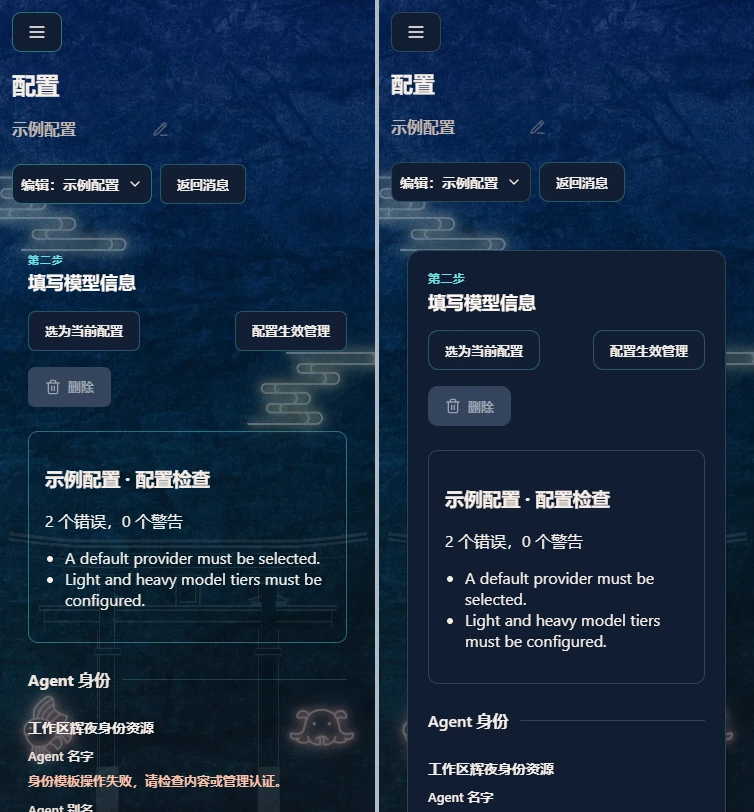 配置
示例配置
编辑：示例配置
返回消息
第二步
填写模型信息
选为当前配置
配置生效管理
删除
示例配置 · 配置检查
2 个错误，0 个警告
• A default provider must be selected.
• Light and heavy model tiers must be
configured.
Agent 身份
工作区辉夜身份资源
Agent 名字
身份模板操作失败，请检查内容或管理认证。
Agent 别名
配置
示例配置
编辑：示例配置
返回消息
第二步
填写模型信息
选为当前配置
配置生效管理
删除
示例配置 · 配置检查
2 个错误，0 个警告
• A default provider must be
selected.
• Light and heavy model tiers
must be configured.
Agent 身份
工作区辉夜身份资源
Agent 名字